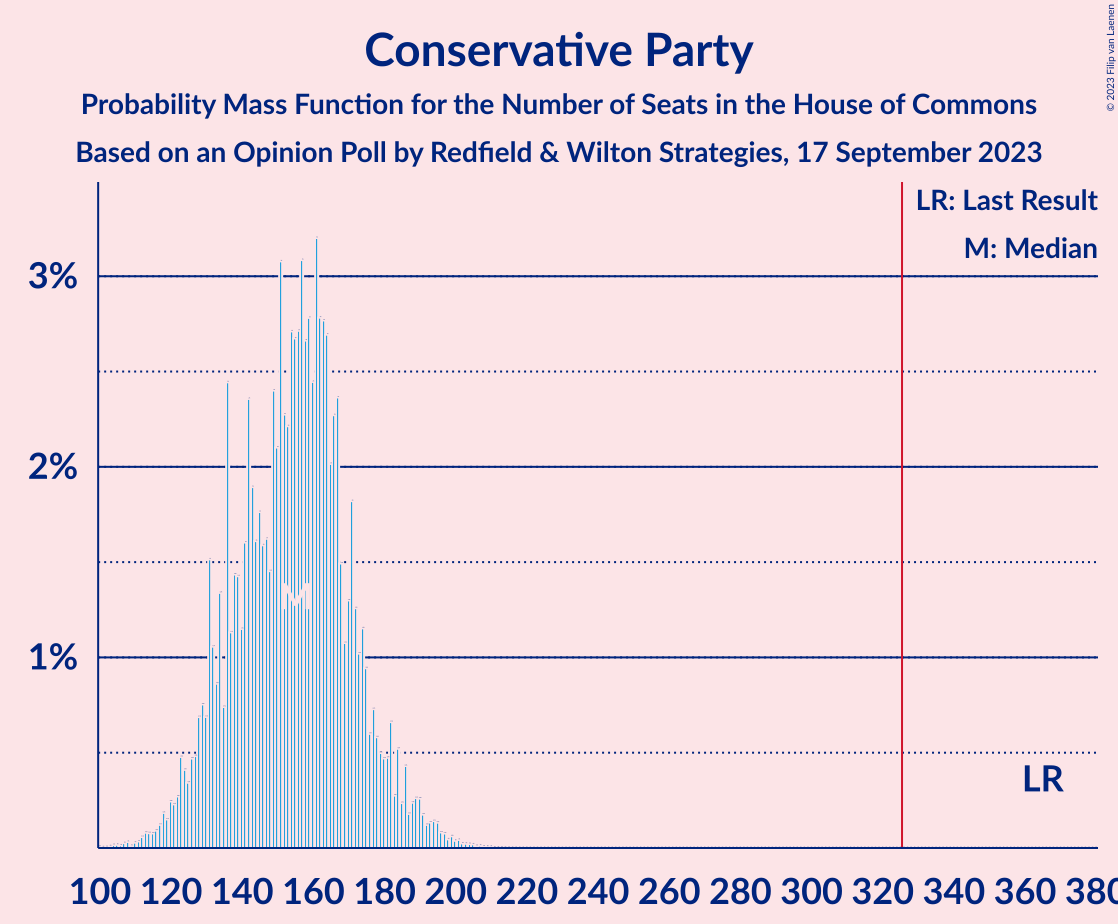 Conservative Party
Probability Mass Function for the Number of Seats in the House of Commons
Based on an Opinion Poll by Redfield & Wilton Strategies, 17 September 2023
© 2023 Filip van Laenen
LR: Last Result
M: Median
3%
2%
1%
LR
100 120 140 160 180 200 220 240 260 280 300 320 340 360 380